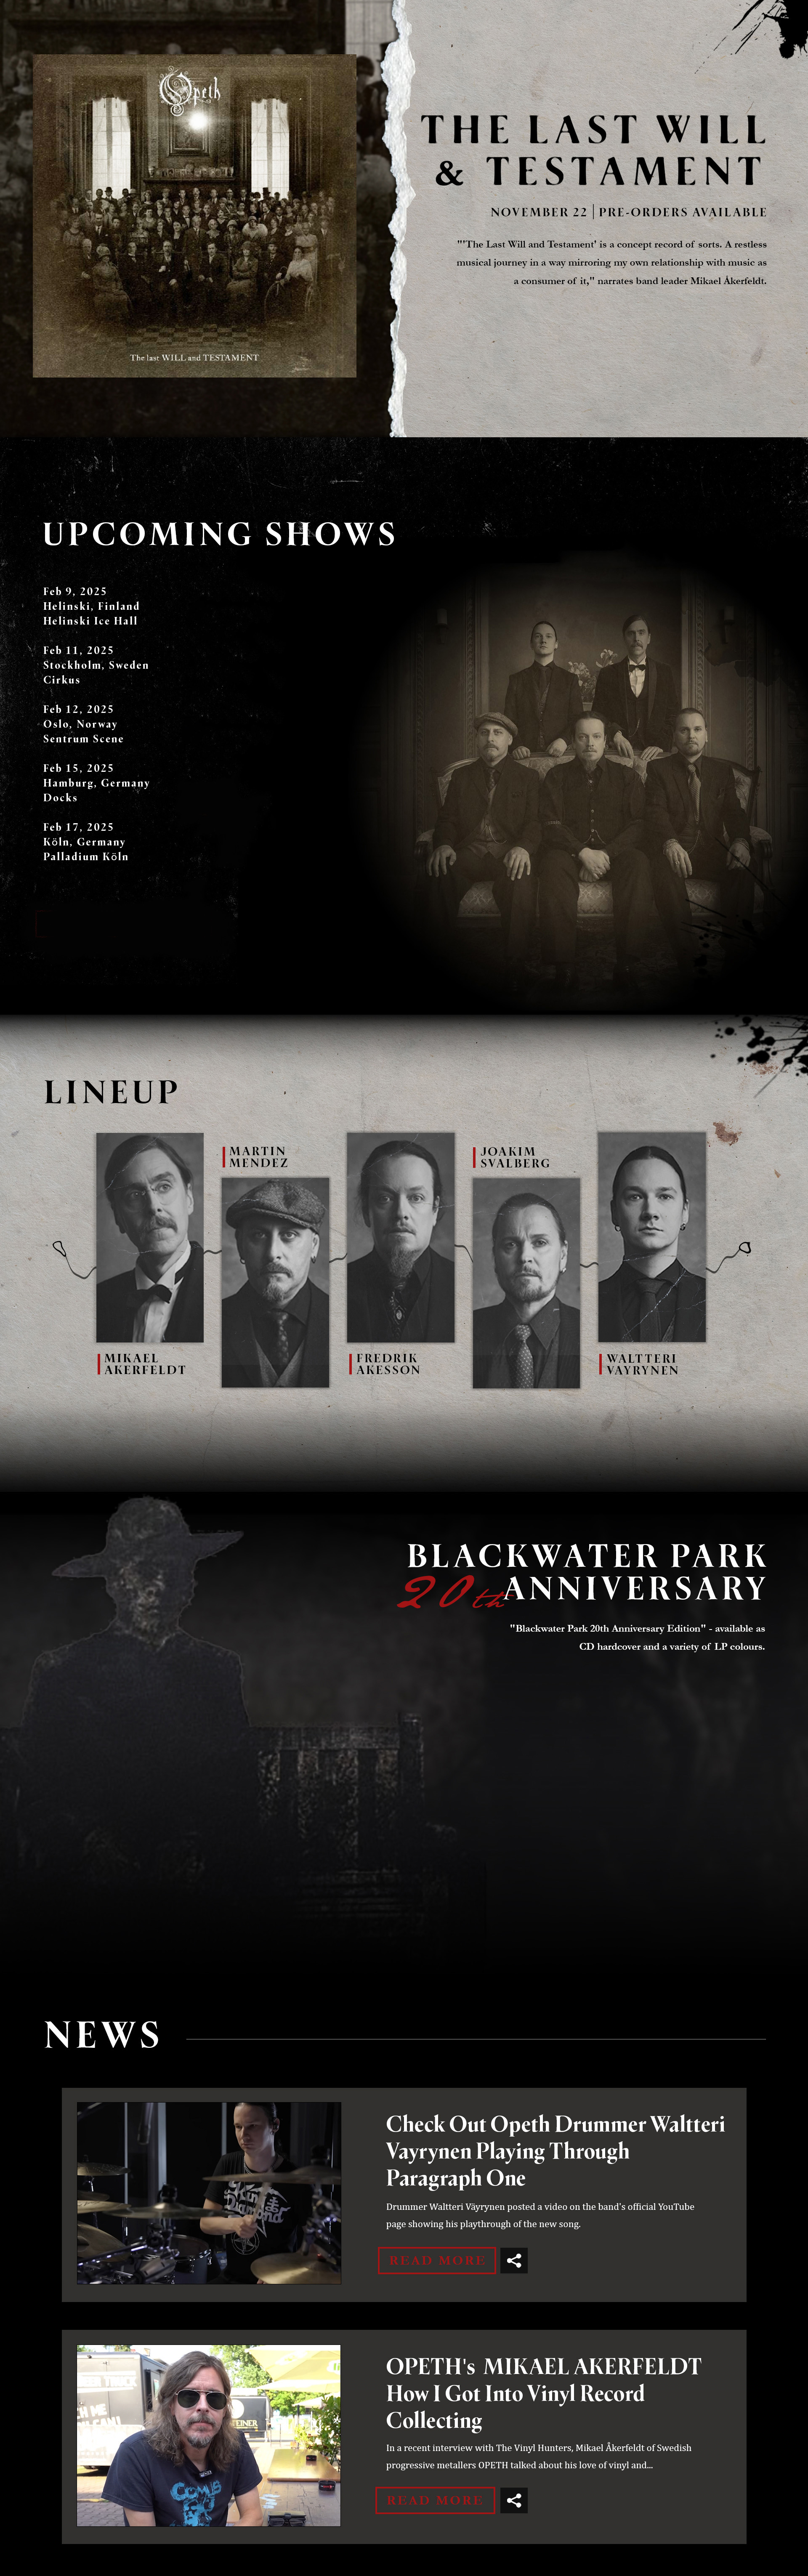 Opeth
The last WILL and TESTAMENT
THE LAST WILL
& TESTAMENT
NOVEMBER 22 | PRE-ORDERS AVAILABLE
"'The Last Will and Testament' is a concept record of sorts. A restless
musical journey in a way mirroring my own relationship with music as
a consumer of it," narrates band leader Mikael Åkerfeldt.
UPCOMING SHOWS
Feb 9, 2025
Helinski, Finland
Helinski Ice Hall
Feb 11, 2025
Stockholm, Sweden
Cirkus
Feb 12, 2025
Oslo, Norway
Sentrum Scene
Feb 15, 2025
Hamburg, Germany
Docks
Feb 17, 2025
Köln, Germany
Palladium Köln
LINEUP
MARTIN
MENDEZ
JOAKIM
SVALBERG
MIKAEL
AKERFELDT
FREDRIK
AKESSON
WALTTERI
VAYRYNEN
BLACKWATER PARK
20th ANNIVERSARY
"Blackwater Park 20th Anniversary Edition" - available as
CD hardcover and a variety of LP colours.
NEWS
Check Out Opeth Drummer Waltteri
Vayrynen Playing Through
Paragraph One
Drummer Waltteri Väyrynen posted a video on the band's official YouTube
page showing his playthrough of the new song.
READ MORE
OPETH's MIKAEL AKERFELDT
How I Got Into Vinyl Record
Collecting
In a recent interview with The Vinyl Hunters, Mikael Åkerfeldt of Swedish
progressive metallers OPETH talked about his love of vinyl and...
READ MORE